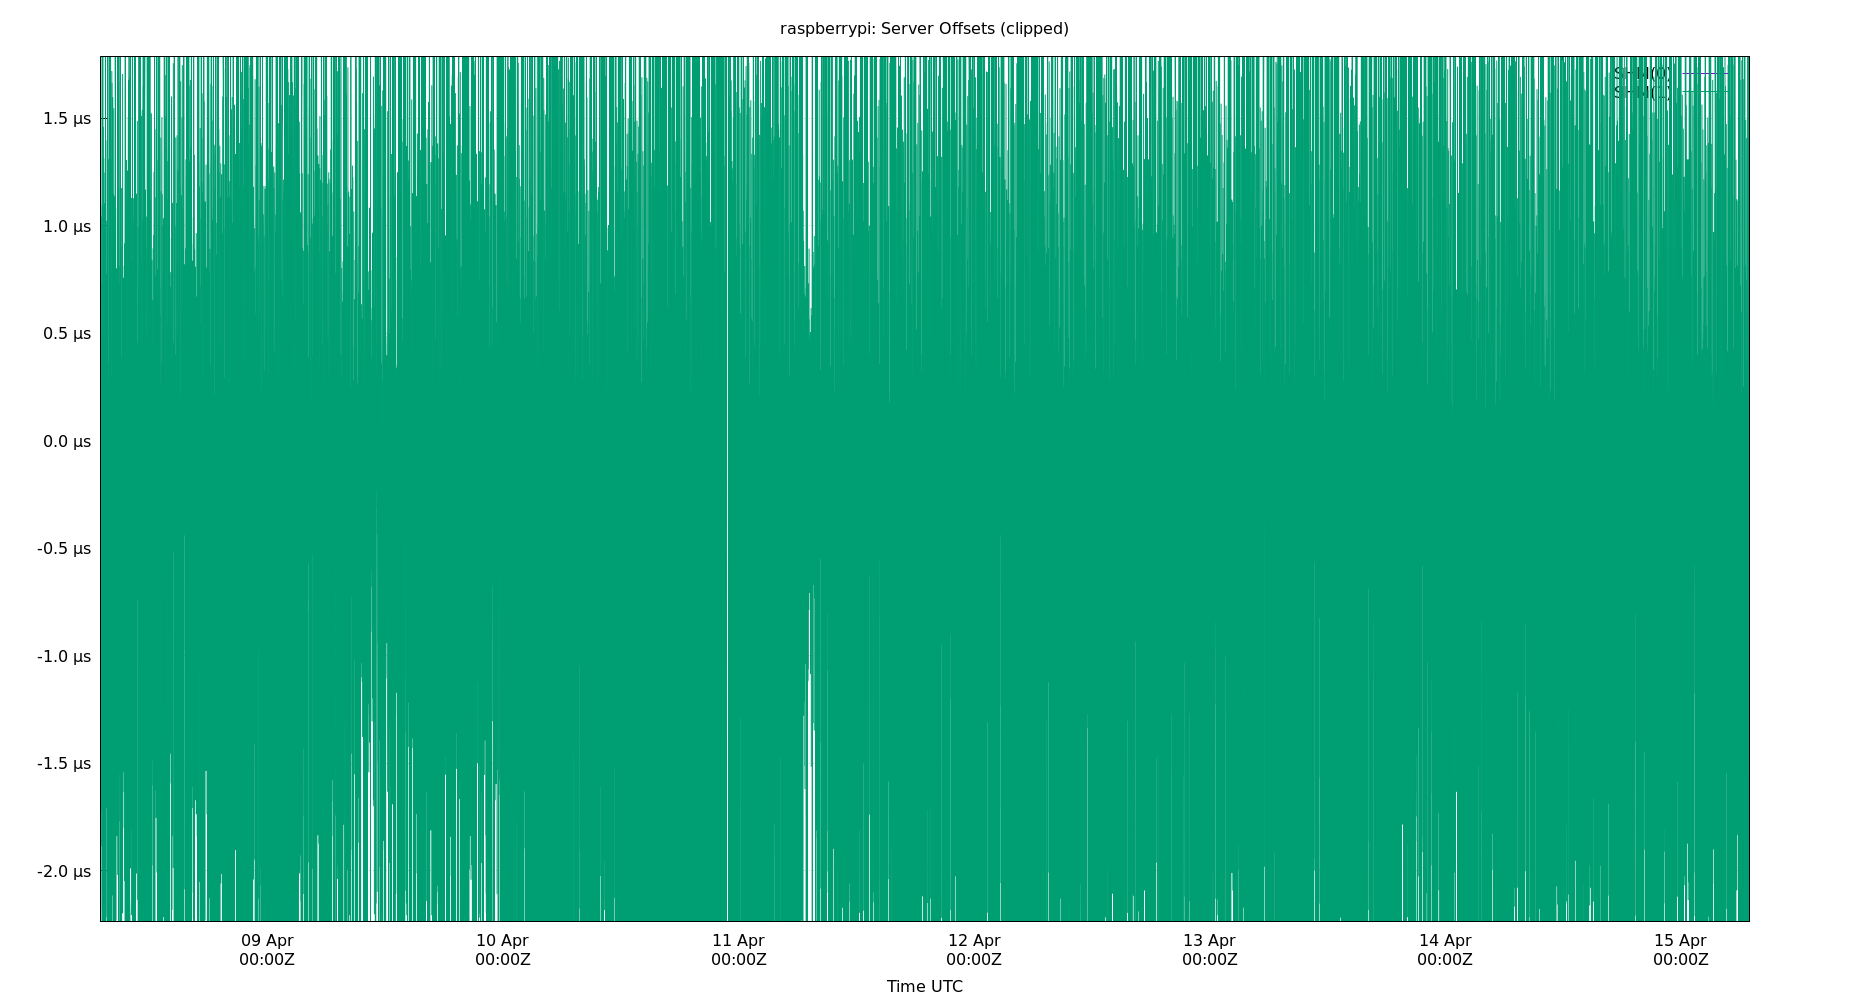 raspberrypi: Server Offsets (clipped)
SHM(0)
1.5 µs
1.0 µs
0.5 µs
0.0 µs
-0.5 µs
-1.0 µs
-1.5 µs
-2.0 µs
09 Apr 10 Apr 11 Apr 12 Apr 13 Apr 14 Apr 15 Apr
00:00Z 00:00Z 00:00Z 00:00Z 00:00Z 00:00Z 00:00Z
Time UTC